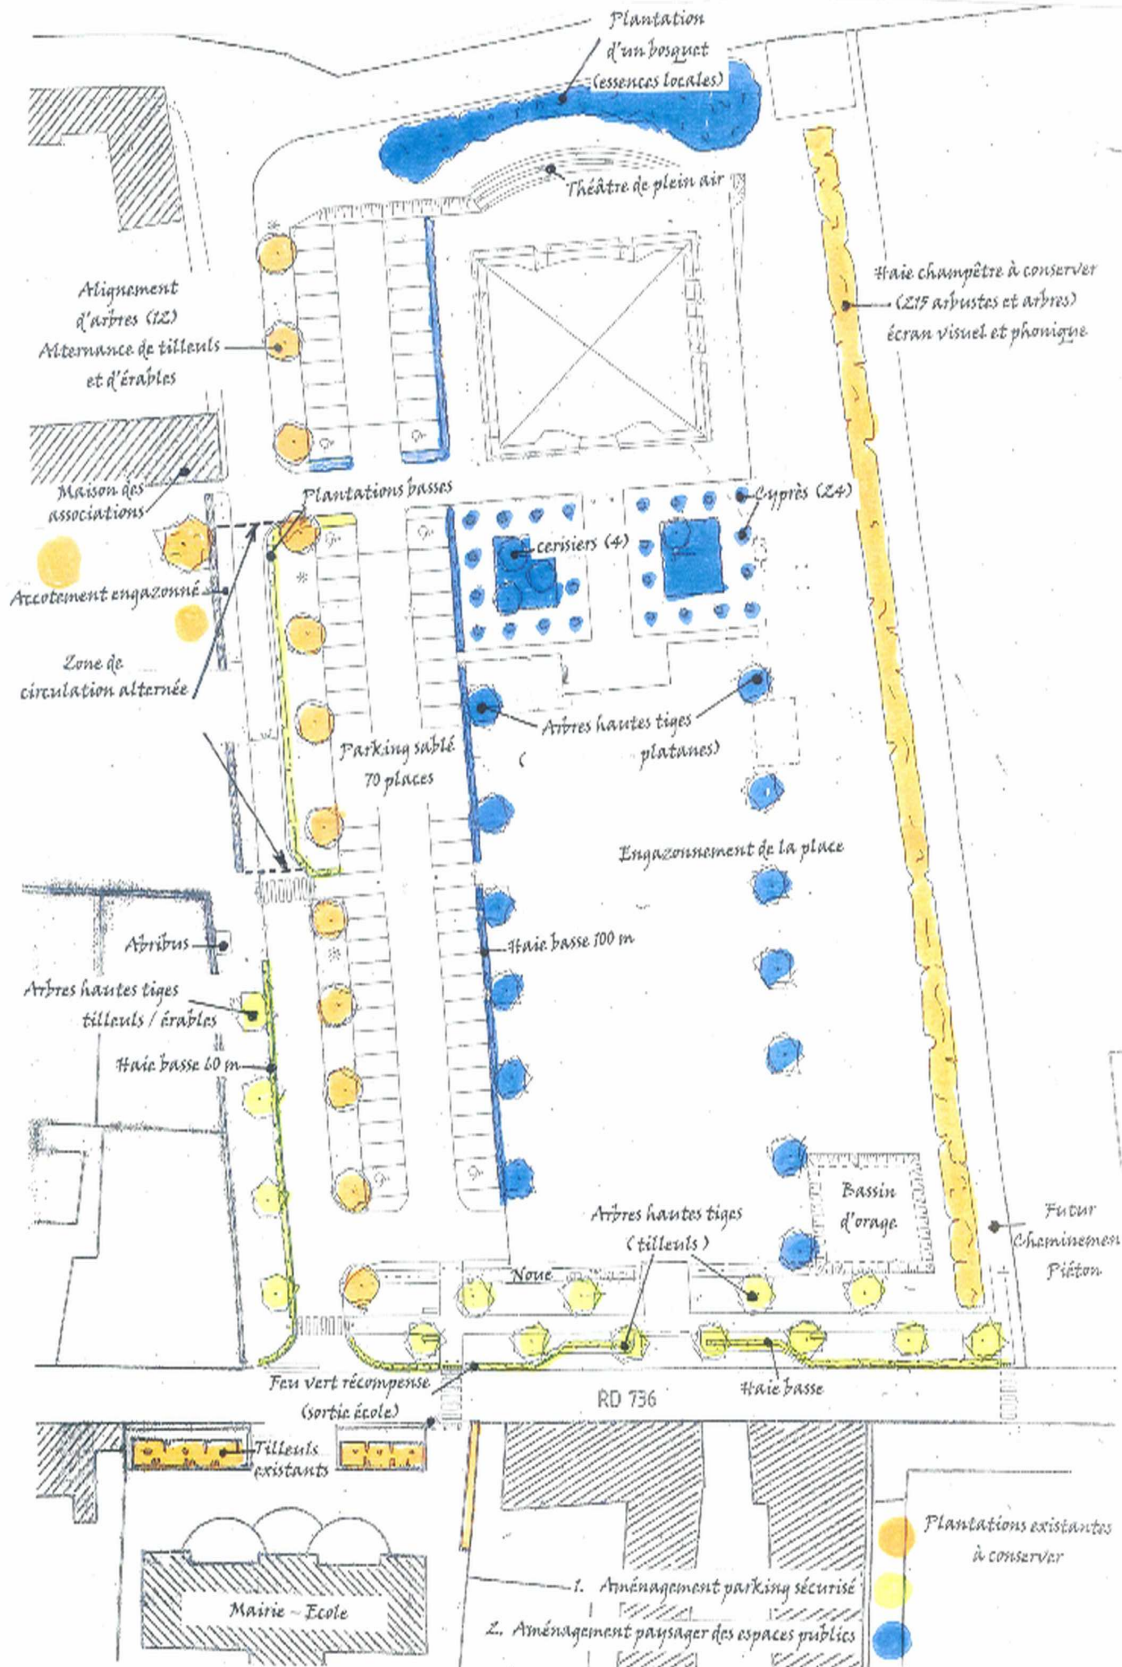 Plantation
d'un bosquet
(essences locales)
Théâtre de plein air
Haie champêtre à conserver
(215 arbustes et arbres)
écran visuel et phonique
Alignement
d'arbres (12)
Alternance de tilleuls
et d'érables
Maison des
associations
Plantations basses
Cyprès (24)
cerisiers (4)
Accotement engazonné
Zone de
circulation alternée
Parking sablé
70 places
Arbres hautes tiges
( platanes)
Engazonnement de la place
Abribus
Haie basse 100 m
Arbres hautes tiges
tilleuls / érables
Haie basse 60 m
Bassin
d'orage
Arbres hautes tiges
( tilleuls )
Futur
Cheminemen
Piéton
Noue
Feu vert récompense
(sortie école)
Haie basse
RD 736
Tilleuls
existants
Plantations existantes
à conserver
1. Aménagement parking sécurisé
Mairie ~ Ecole
2. Aménagement paysager des espaces publics